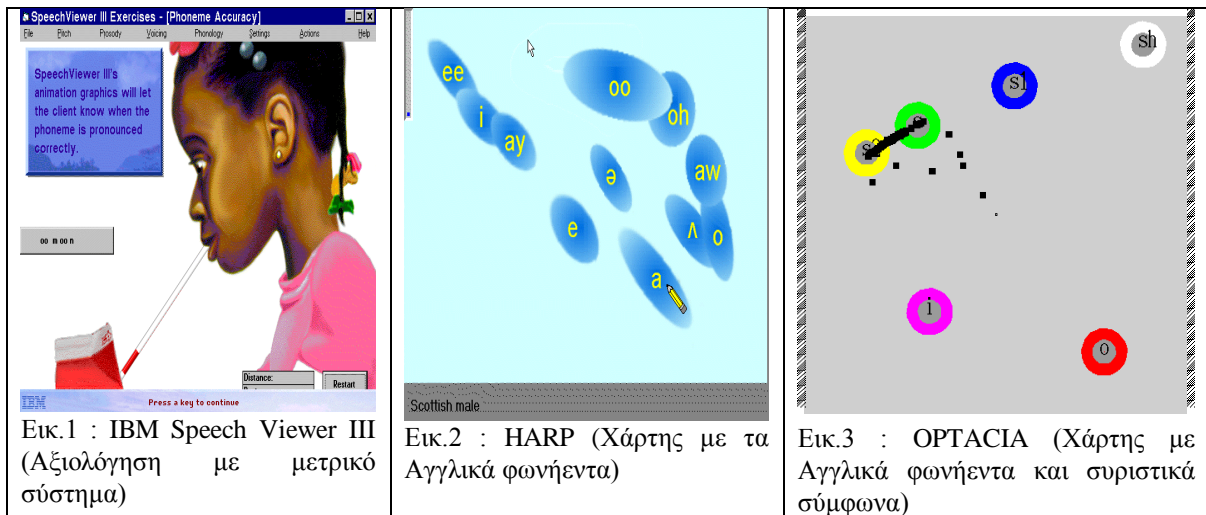 SpeechViewer III Exercises - [Phoneme Accuracy]
File Pitch Prosody Voicing Phonology Settings Actions Help
SpeechViewer III's
animation graphics will let
the client know when the
phoneme is pronounced
correctly.
oo moon
Distance:
Restart
IBM Press a key to continue
Εικ.1 : IBM Speech Viewer III
(Αξιολόγηση με μετρικό
σύστημα)
ee
i
ay
oo
oh
ə
aw
e
ʌ
o
a
Scottish male
Εικ.2 : HARP (Χάρτης με τα
Αγγλικά φωνήεντα)
sh
sl
i
o
Εικ.3 : OPTACIA (Χάρτης με
Αγγλικά φωνήεντα και συριστικά
σύμφωνα)